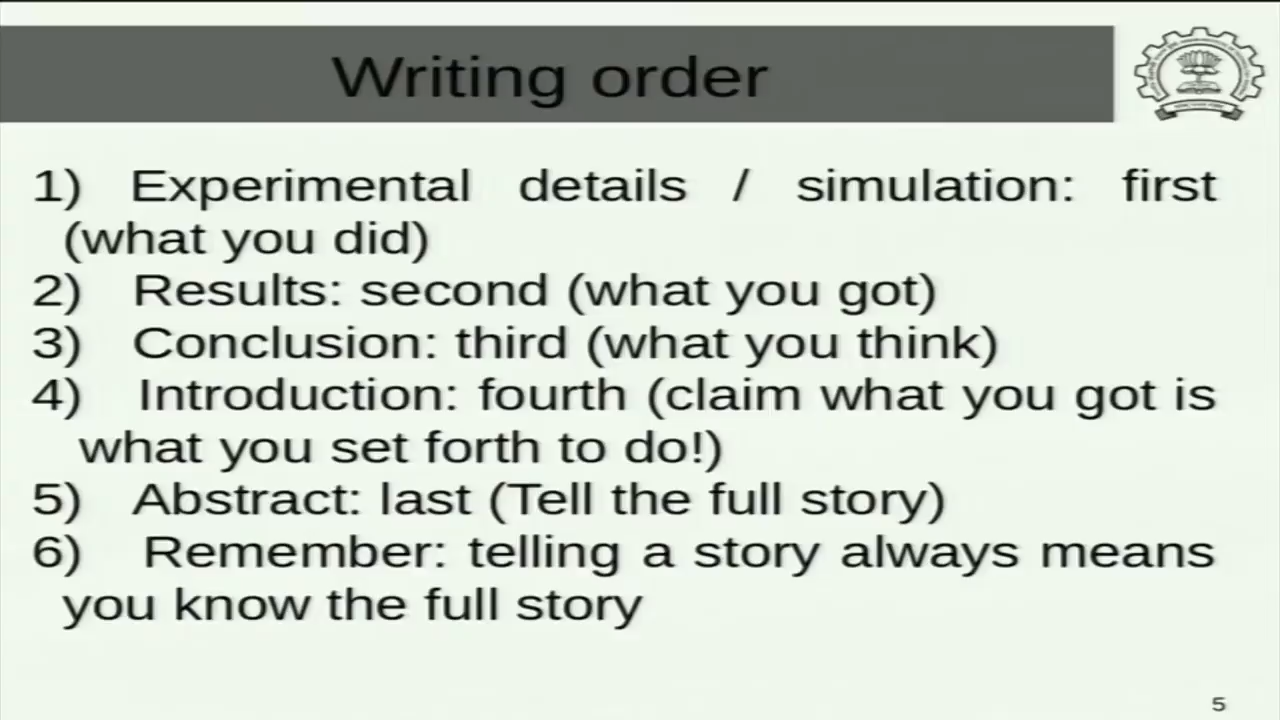 Writing order
1) Experimental details / simulation: first
(what you did)
2) Results: second (what you got)
3) Conclusion: third (what you think)
4) Introduction: fourth (claim what you got is
what you set forth to do!)
5) Abstract: last (Tell the full story)
6) Remember: telling a story always means
you know the full story
5